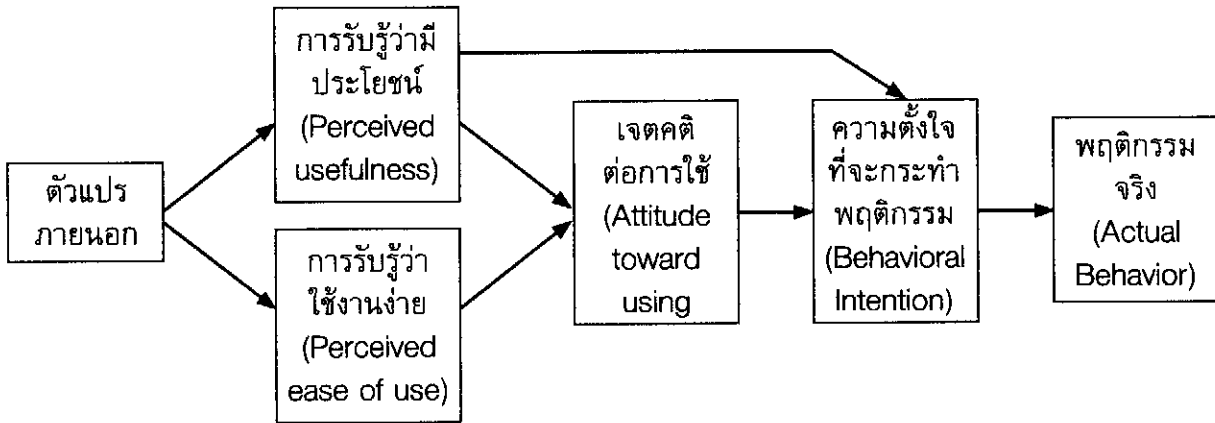 ตัวแปร
ภายนอก
การรับรู้ว่ามี
ประโยชน์
(Perceived
usefulness)
การรับรู้ว่า
ใช้งานง่าย
(Perceived
ease of use)
เจตคติ
ต่อการใช้
(Attitude
toward
using
ความตั้งใจ
ที่จะกระทำ
พฤติกรรม
(Behavioral
Intention)
พฤติกรรม
จริง
(Actual
Behavior)